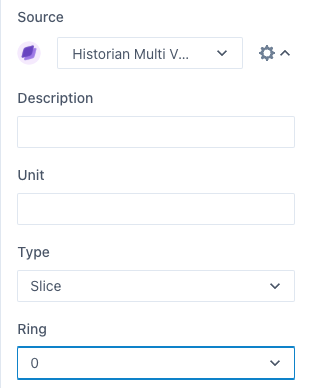 Source
Historian Multi V...
Description
Unit
Type
Slice
Ring
0